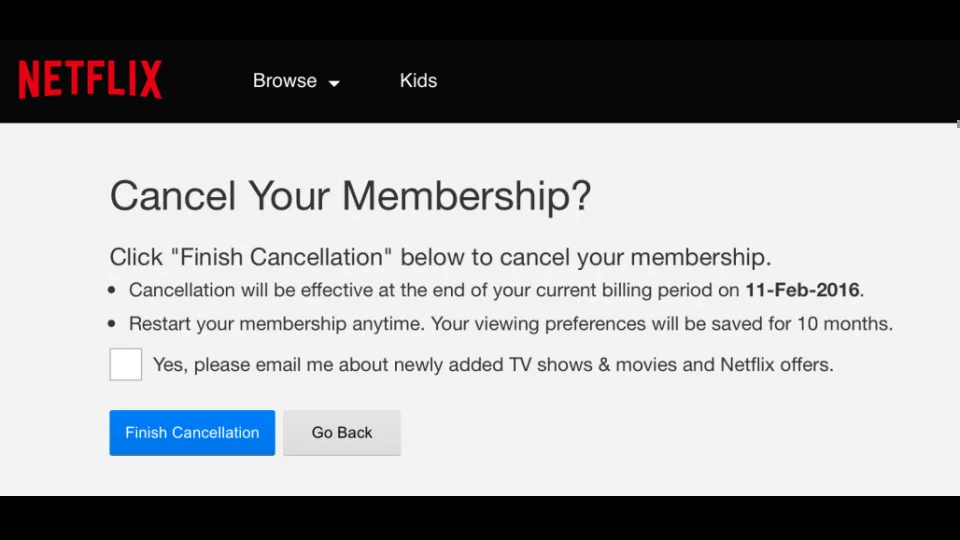 NETFLIX Browse Kids
Cancel Your Membership?
Click "Finish Cancellation" below to cancel your membership.
• Cancellation will be effective at the end of your current billing period on 11-Feb-2016.
• Restart your membership anytime. Your viewing preferences will be saved for 10 months.
Yes, please email me about newly added TV shows & movies and Netflix offers.
Finish Cancellation Go Back